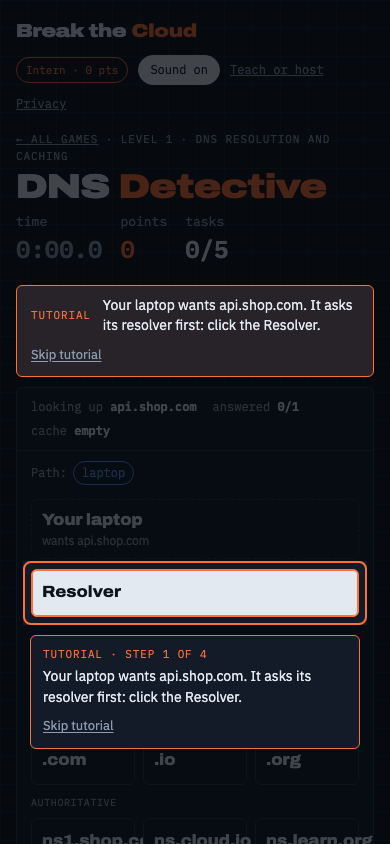 Break the Cloud
Intern · 0 pts
Sound on
Teach or host
Privacy
← ALL GAMES · LEVEL 1 · DNS RESOLUTION AND
CACHING
DNS Detective
time points tasks
0:00.0 0 0/5
TUTORIAL
Your laptop wants api.shop.com. It asks
its resolver first: click the Resolver.
Skip tutorial
looking up api.shop.com answered 0/1
cache empty
Path: laptop
Your laptop
wants api.shop.com
Resolver
TUTORIAL · STEP 1 OF 4
Your laptop wants api.shop.com. It asks its
resolver first: click the Resolver.
Skip tutorial
.com .io .org
AUTHORITATIVE
ns1.shop.c ns.cloud.io ns.learn.org